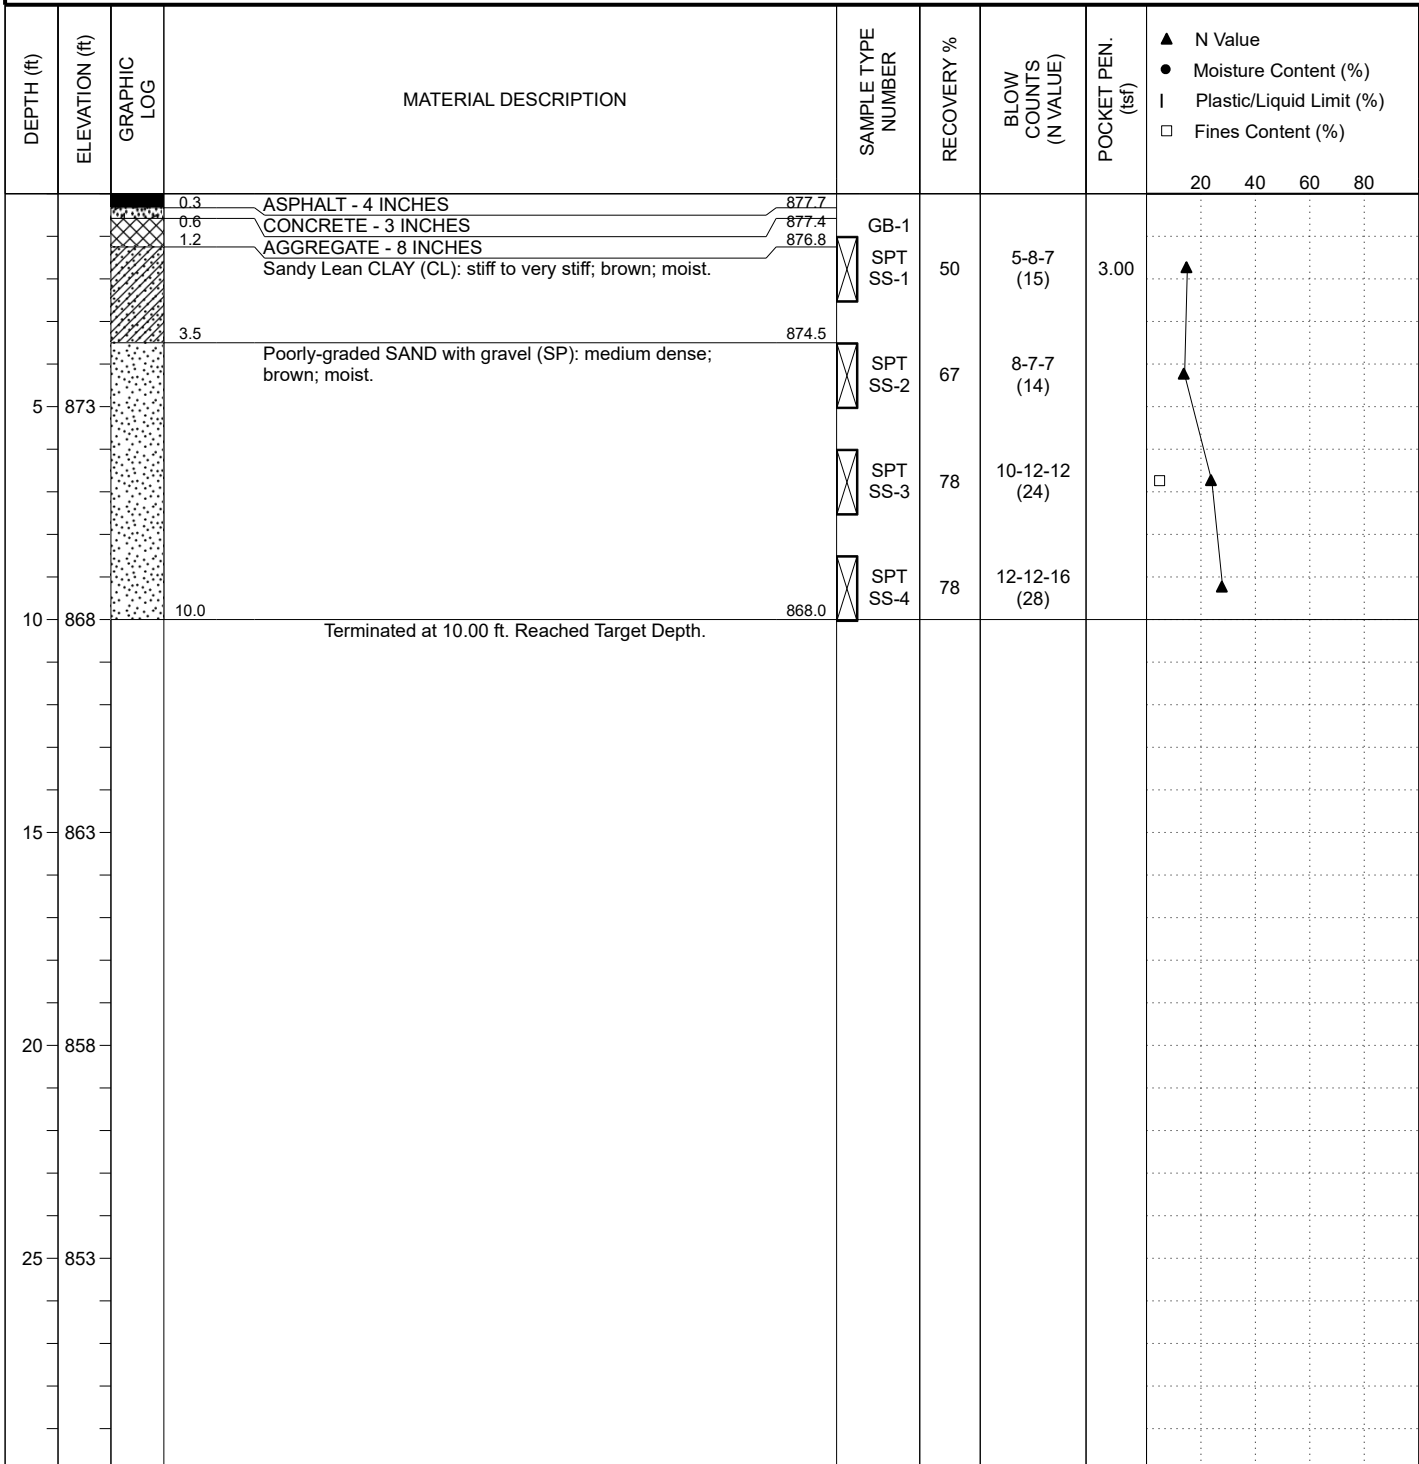 DEPTH (ft)
ELEVATION (ft)
GRAPHIC
LOG
MATERIAL DESCRIPTION
SAMPLE TYPE
NUMBER
RECOVERY %
BLOW
COUNTS
(N VALUE)
POCKET PEN.
(tsf)
▲ N Value
● Moisture Content (%)
| Plastic/Liquid Limit (%)
□ Fines Content (%)
20 40 60 80
0.3 ASPHALT - 4 INCHES 877.7
0.6 CONCRETE - 3 INCHES 877.4 GB-1
1.2 AGGREGATE - 8 INCHES 876.8
Sandy Lean CLAY (CL): stiff to very stiff; brown; moist.
SPT
SS-1
50
5-8-7
(15)
3.00
3.5 874.5
Poorly-graded SAND with gravel (SP): medium dense;
brown; moist.
SPT
SS-2
67
8-7-7
(14)
5 873
SPT
SS-3
78
10-12-12
(24)
SPT
SS-4
78
12-12-16
(28)
10.0 868.0
10 868
Terminated at 10.00 ft. Reached Target Depth.
15 863
20 858
25 853